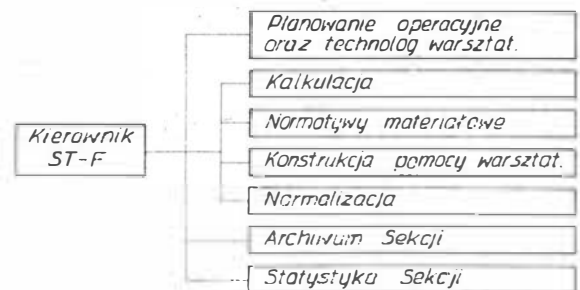 Planowanie operacyjne
oraz technolog warsztat.
Kalkulacja
Normatywy materiałowe
Kierownik
ST-F
Konstrukcja pomocy warsztat.
Normalizacja
Archiwum Sekcji
Statystyka Sekcji